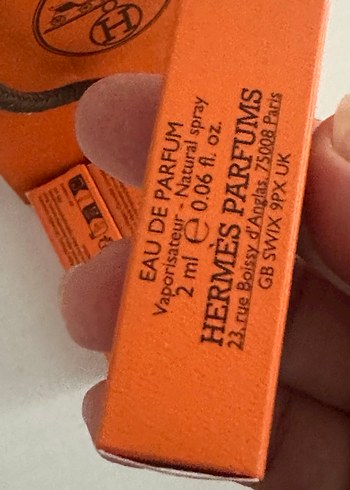 EAU DE PARFUM
Vaporisateur - Natural spray
2 ml e 0.06 fl. oz.
HERMÈS PARFUMS
23, rue Boissy d'Anglas 75008 Paris
GB SWIX 9PX UK